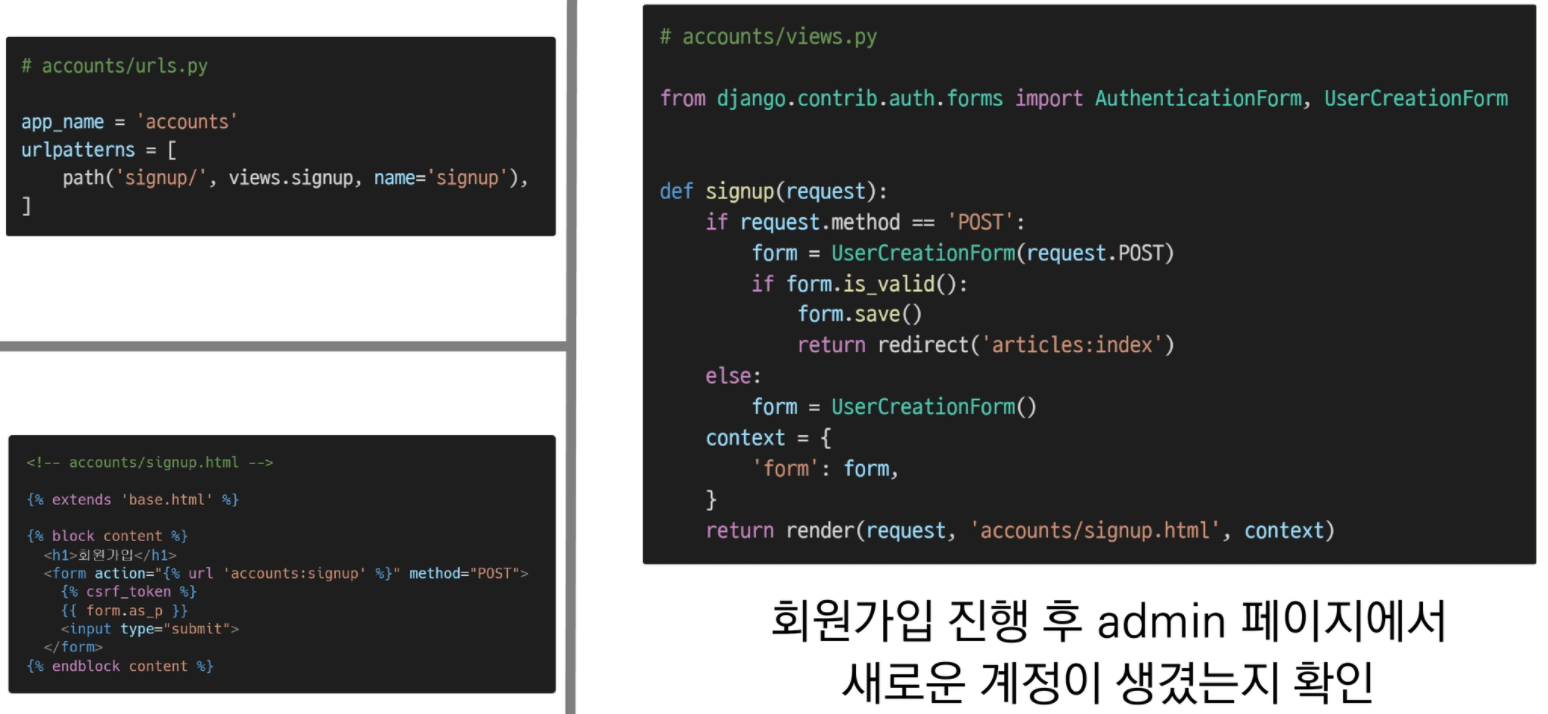 # accounts/urls.py
app_name = 'accounts'
urlpatterns = [
    path('signup/', views.signup, name='signup'),
]
<!-- accounts/signup.html -->
{% extends 'base.html' %}
{% block content %}
  <h1>회원가입</h1>
  <form action="{% url 'accounts:signup' %}" method="POST">
    {% csrf_token %}
    {{ form.as_p }}
    <input type="submit">
  </form>
{% endblock content %}
# accounts/views.py
from django.contrib.auth.forms import AuthenticationForm, UserCreationForm
def signup(request):
    if request.method == 'POST':
        form = UserCreationForm(request.POST)
        if form.is_valid():
            form.save()
            return redirect('articles:index')
    else:
        form = UserCreationForm()
    context = {
        'form': form,
    }
    return render(request, 'accounts/signup.html', context)
회원가입 진행 후 admin 페이지에서
새로운 계정이 생겼는지 확인